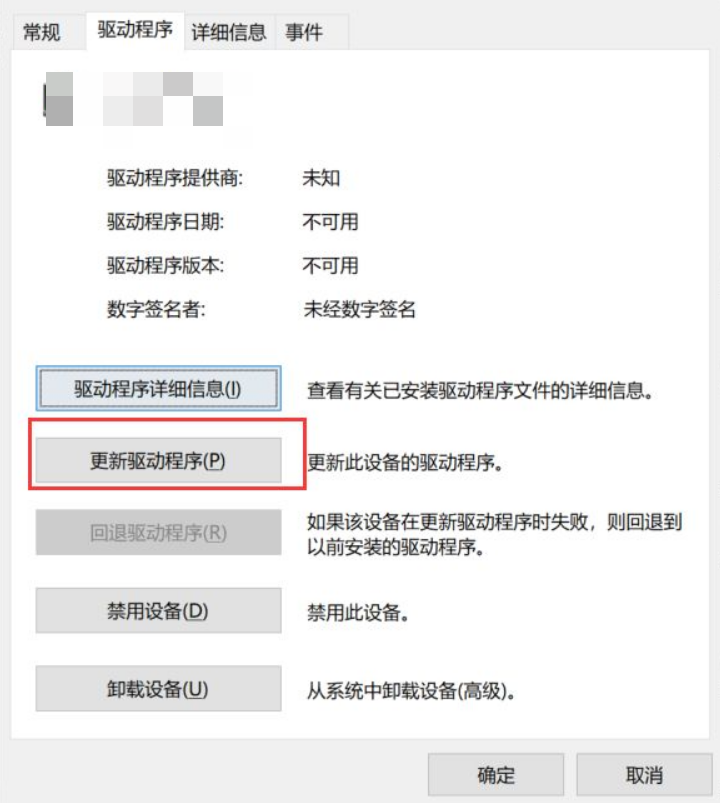 常规 驱动程序 详细信息 事件
驱动程序提供商: 未知
驱动程序日期: 不可用
驱动程序版本: 不可用
数字签名者: 未经数字签名
驱动程序详细信息(I) 查看有关已安装驱动程序文件的详细信息。
更新驱动程序(P) 更新此设备的驱动程序。
回退驱动程序(R) 如果该设备在更新驱动程序时失败，则回退到
以前安装的驱动程序。
禁用设备(D) 禁用此设备。
卸载设备(U) 从系统中卸载设备(高级)。
确定 取消